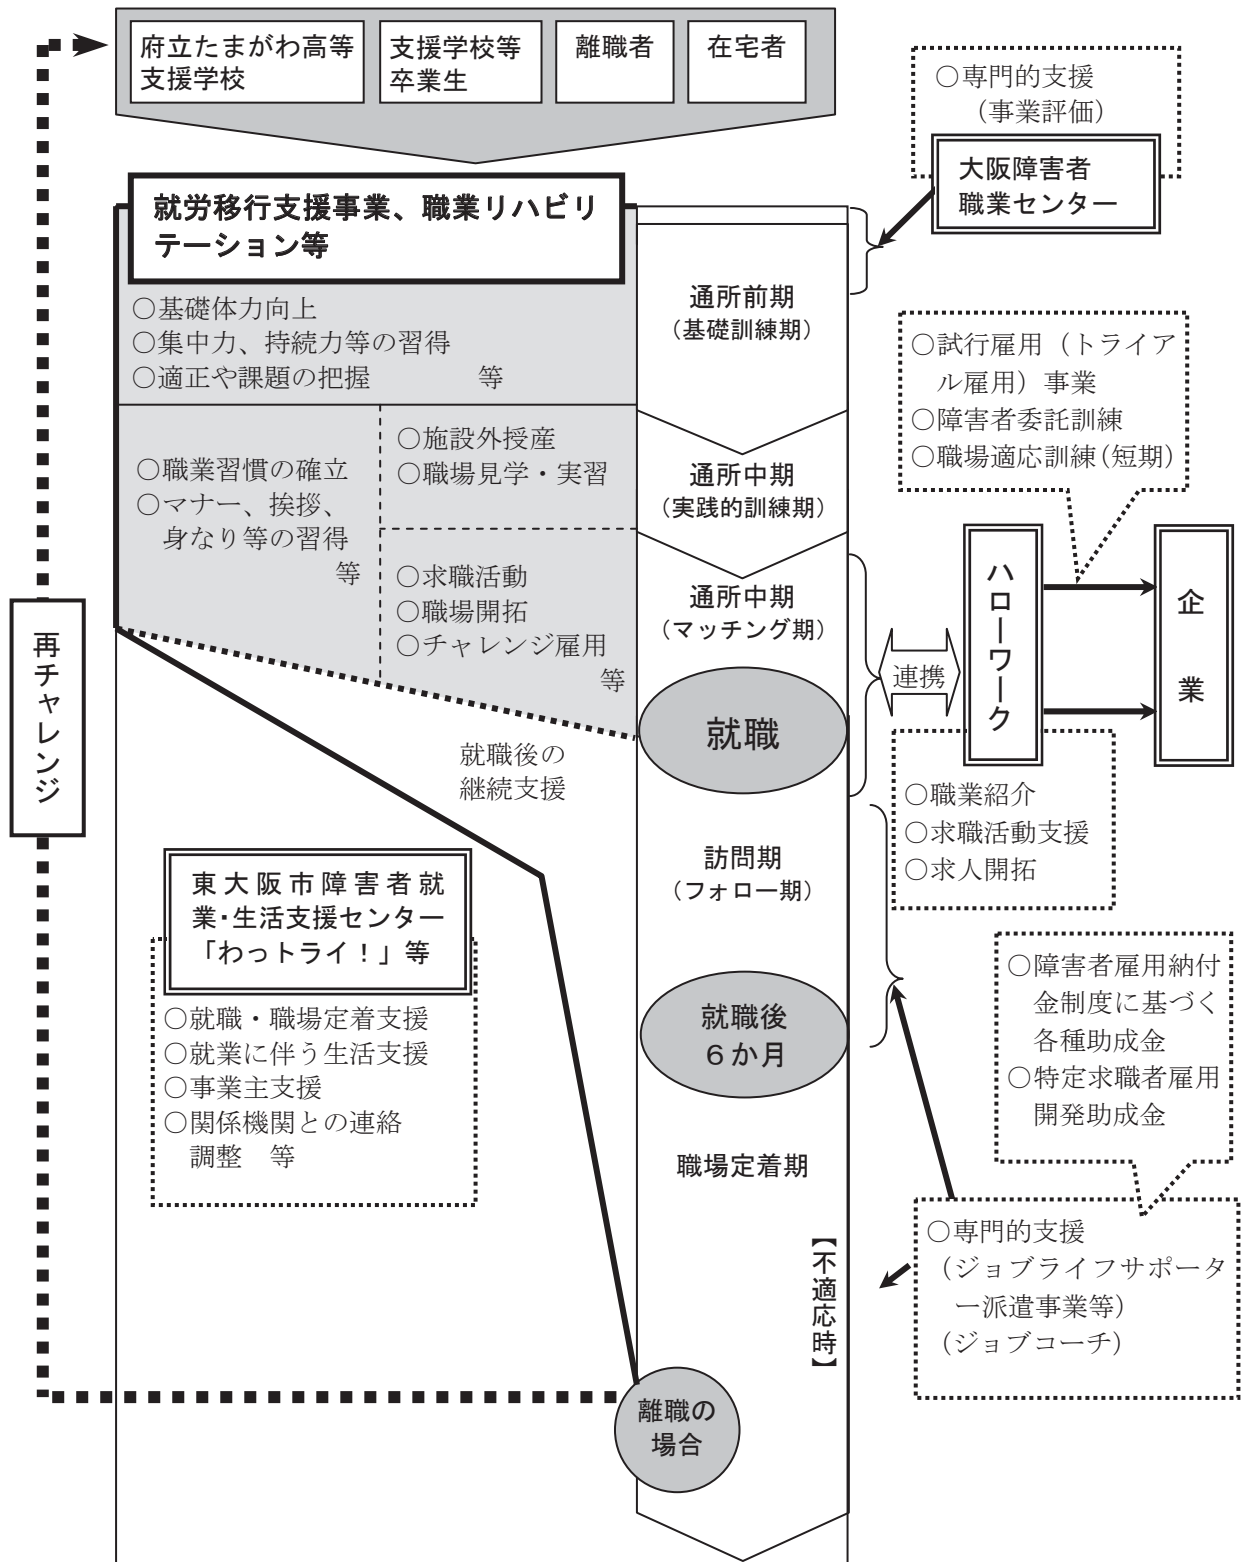 府立たまがわ高等
支援学校
支援学校等
卒業生
離職者
在宅者
○専門的支援
（事業評価）
大阪障害者
職業センター
就労移行支援事業、職業リハビリ
テーション等
○基礎体力向上
○集中力、持続力等の習得
○適正や課題の把握　　　　等
通所前期
（基礎訓練期）
○試行雇用（トライア
ル雇用）事業
○障害者委託訓練
○職場適応訓練（短期）
○職業習慣の確立
○マナー、挨拶、
身なり等の習得
等
○施設外授産
○職場見学・実習
通所中期
（実践的訓練期）
○求職活動
○職場開拓
○チャレンジ雇用
等
通所中期
（マッチング期）
連携
ハローワーク
企業
再チャレンジ
就職
就職後の
継続支援
○職業紹介
○求職活動支援
○求人開拓
訪問期
（フォロー期）
東大阪市障害者就
業・生活支援センター
「わっトライ！」等
○就職・職場定着支援
○就業に伴う生活支援
○事業主支援
○関係機関との連絡
調整　等
就職後
６か月
○障害者雇用納付
金制度に基づく
各種助成金
○特定求職者雇用
開発助成金
職場定着期
【不適応時】
○専門的支援
（ジョブライフサポータ
ー派遣事業等）
（ジョブコーチ）
離職の
場合